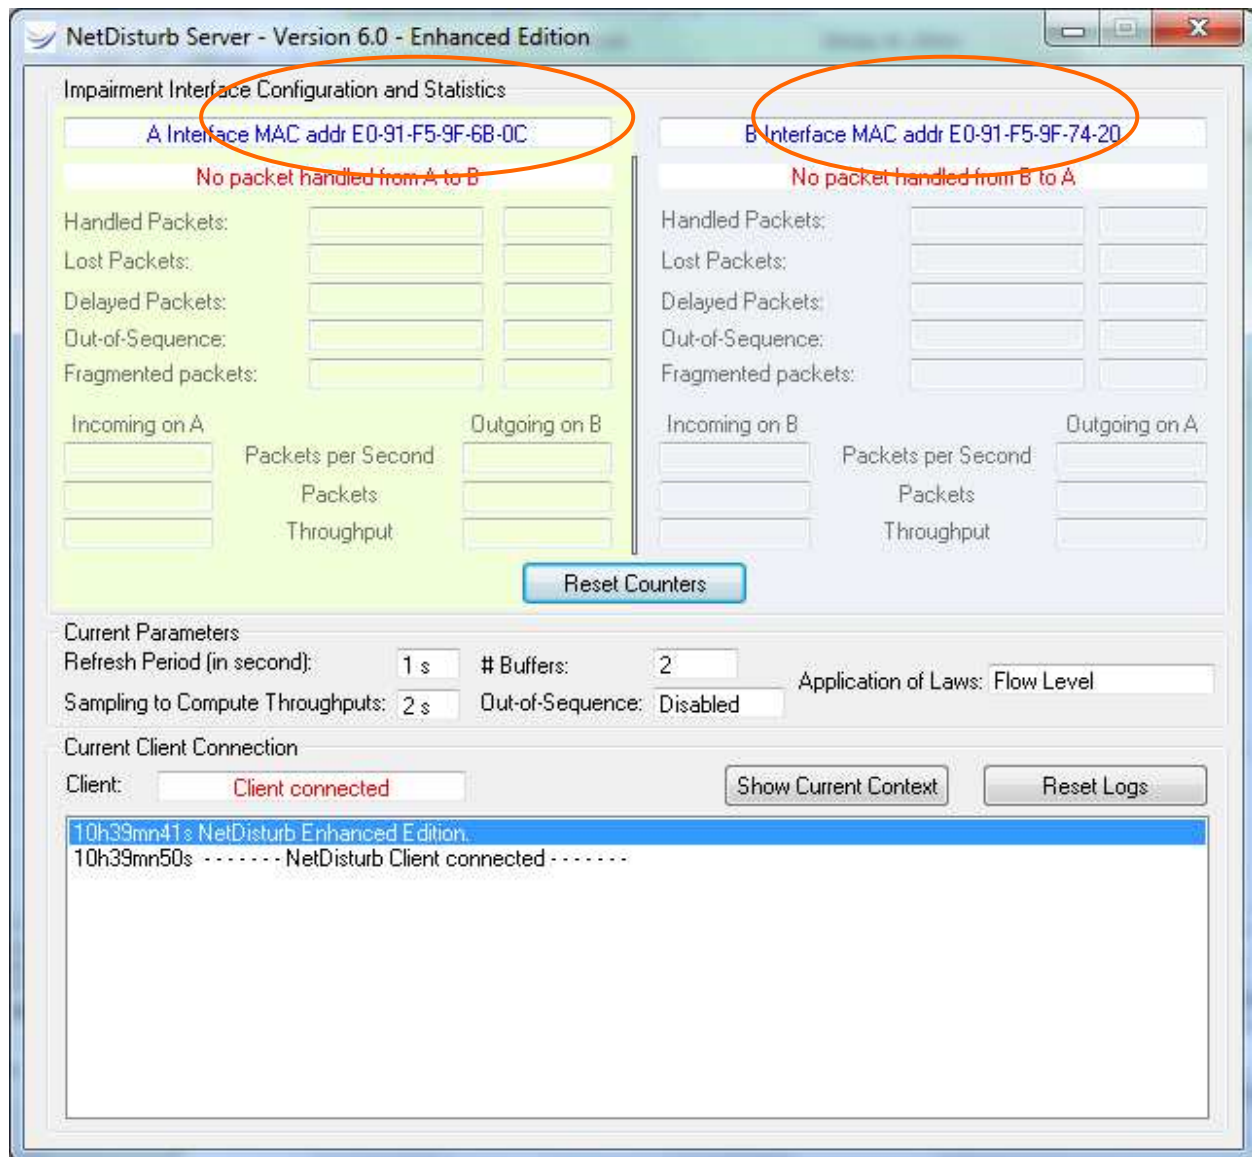 NetDisturb Server - Version 6.0 - Enhanced Edition
Impairment Interface Configuration and Statistics
A Interface MAC addr E0-91-F5-9F-6B-0C
No packet handled from A to B
Handled Packets:
Lost Packets:
Delayed Packets:
Out-of-Sequence:
Fragmented packets:
Incoming on A
Outgoing on B
Packets per Second
Packets
Throughput
B Interface MAC addr E0-91-F5-9F-74-20
No packet handled from B to A
Handled Packets:
Lost Packets:
Delayed Packets:
Out-of-Sequence:
Fragmented packets:
Incoming on B
Outgoing on A
Packets per Second
Packets
Throughput
Reset Counters
Current Parameters
Refresh Period (in second): 1 s # Buffers: 2
Sampling to Compute Throughputs: 2 s Out-of-Sequence: Disabled
Application of Laws: Flow Level
Current Client Connection
Client: Client connected
Show Current Context
Reset Logs
10h39mn41s NetDisturb Enhanced Edition.
10h39mn50s - - - - - - - NetDisturb Client connected - - - - - - -